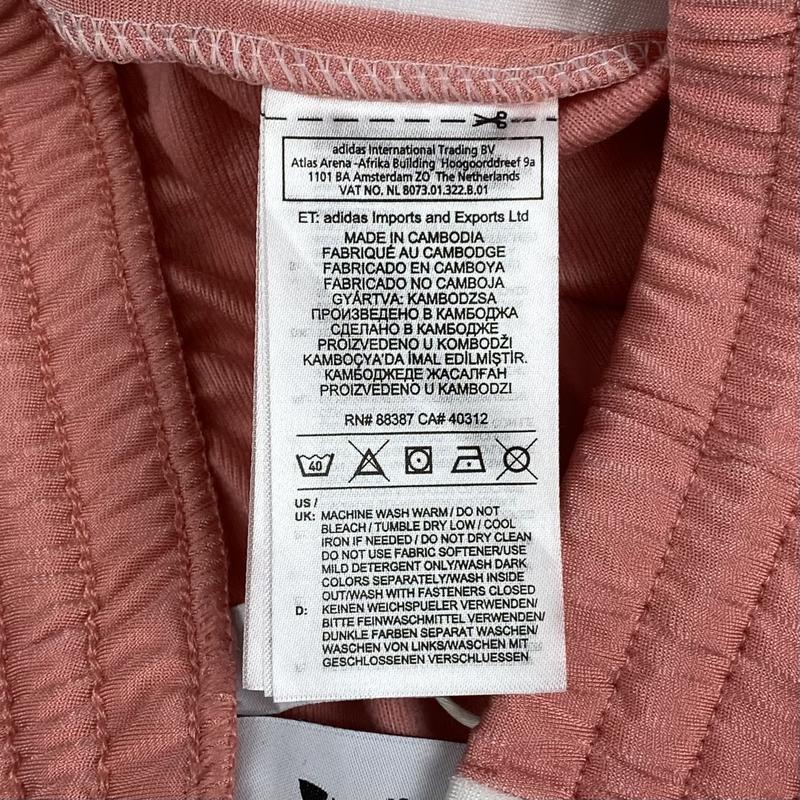 adidas International Trading BV
Atlas Arena -Afrika Building Hoogoorddreef 9a
1101 BA Amsterdam ZO The Netherlands
VAT NO. NL 8073.01.322.B.01
ET: adidas Imports and Exports Ltd
MADE IN CAMBODIA
FABRIQUÉ AU CAMBODGE
FABRICADO EN CAMBOYA
FABRICADO NO CAMBOJA
GYÁRTVA: KAMBODZSA
ПРОИЗВЕДЕНО В КАМБОДЖА
СДЕЛАНО В КАМБОДЖЕ
PROIZVEDENO U KOMBODŽI
KAMBOÇYA'DA İMAL EDİLMİŞTİR.
КАМБОДЖЕДЕ ЖАСАЛҒАН
PROIZVEDENO U KAMBODZI
RN# 88387 CA# 40312
40
US /
UK: MACHINE WASH WARM / DO NOT
BLEACH / TUMBLE DRY LOW / COOL
IRON IF NEEDED / DO NOT DRY CLEAN
DO NOT USE FABRIC SOFTENER/USE
MILD DETERGENT ONLY/WASH DARK
COLORS SEPARATELY/WASH INSIDE
OUT/WASH WITH FASTENERS CLOSED
D: KEINEN WEICHSPUELER VERWENDEN/
BITTE FEINWASCHMITTEL VERWENDEN/
DUNKLE FARBEN SEPARAT WASCHEN/
WASCHEN VON LINKS/WASCHEN MIT
GESCHLOSSENEN VERSCHLUESSEN